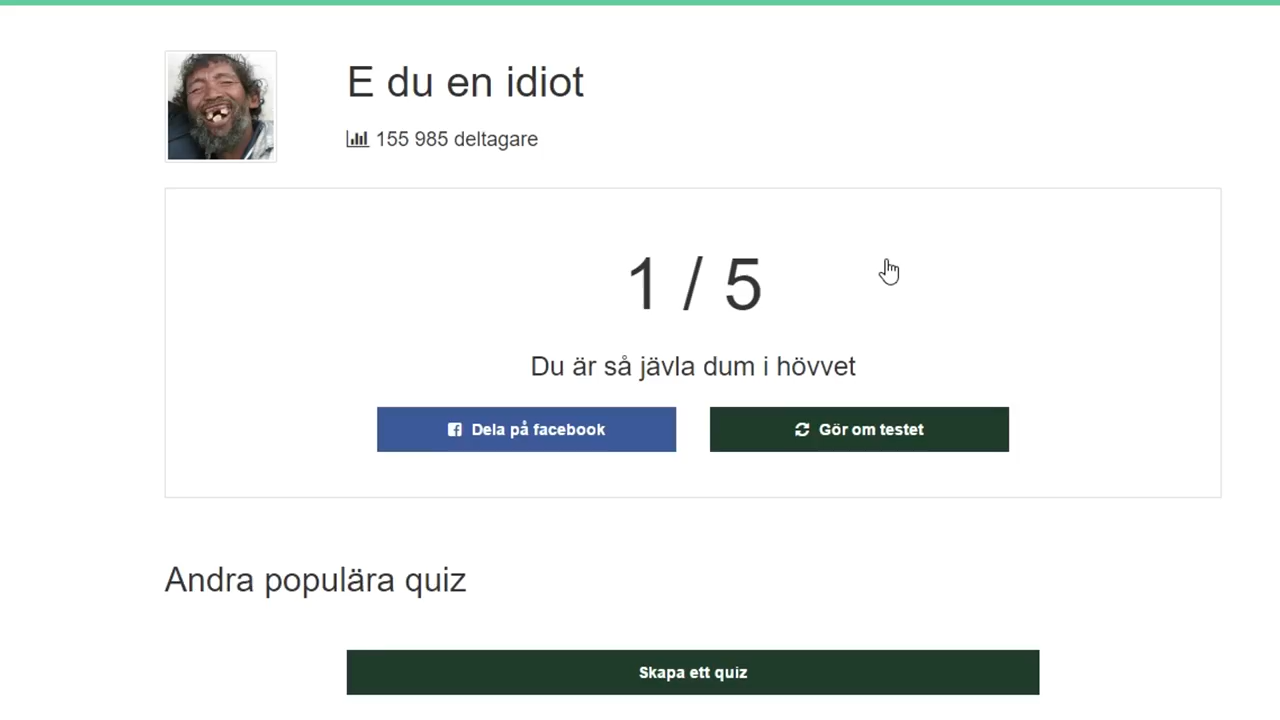 E du en idiot
155 985 deltagare
1 / 5
Du är så jävla dum i hövvet
Dela på facebook
Gör om testet
Andra populära quiz
Skapa ett quiz